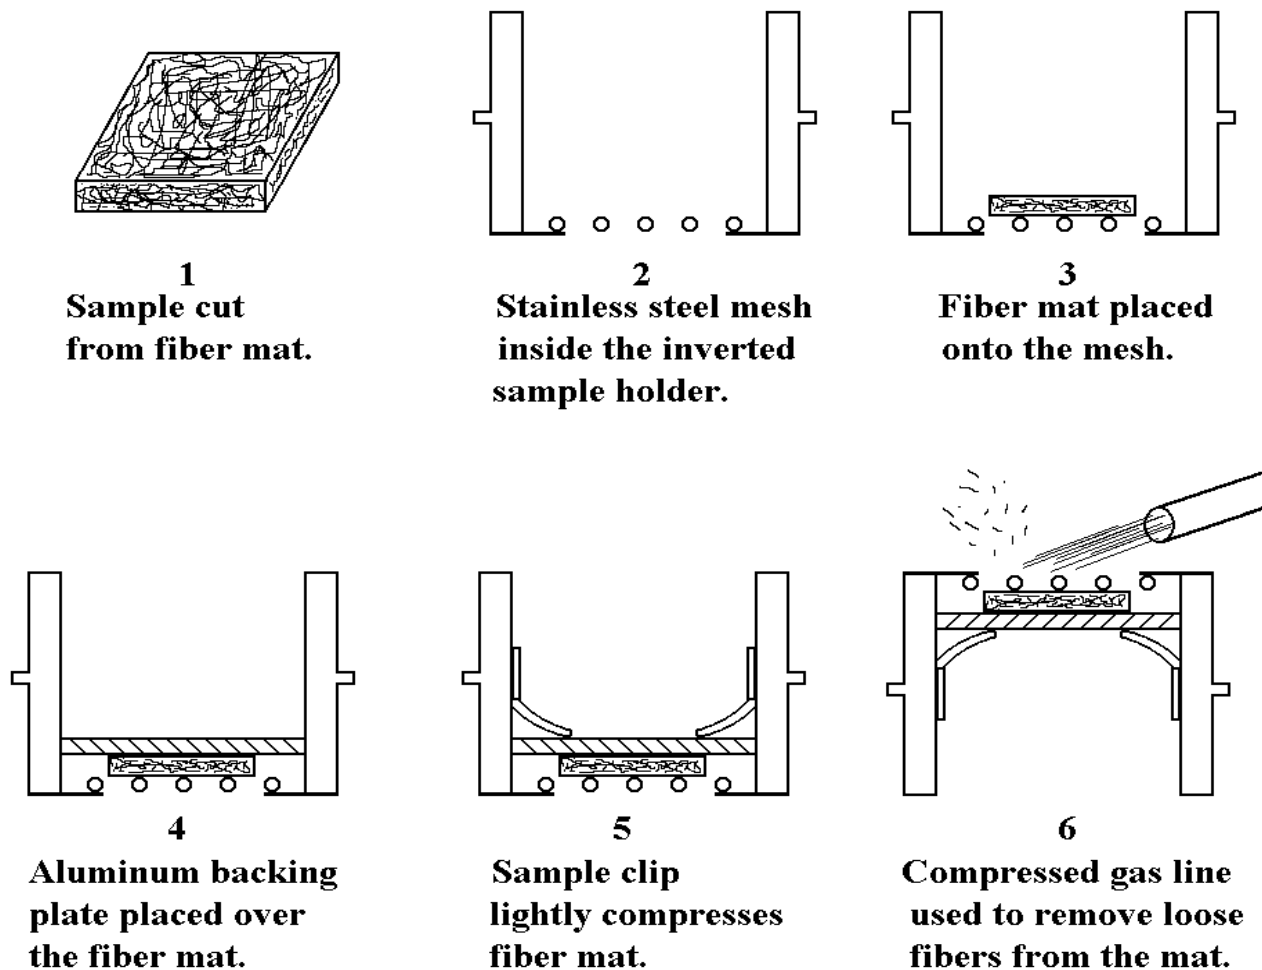 1
Sample cut
from fiber mat.
2
Stainless steel mesh
inside the inverted
sample holder.
3
Fiber mat placed
onto the mesh.
4
Aluminum backing
plate placed over
the fiber mat.
5
Sample clip
lightly compresses
fiber mat.
6
Compressed gas line
used to remove loose
fibers from the mat.